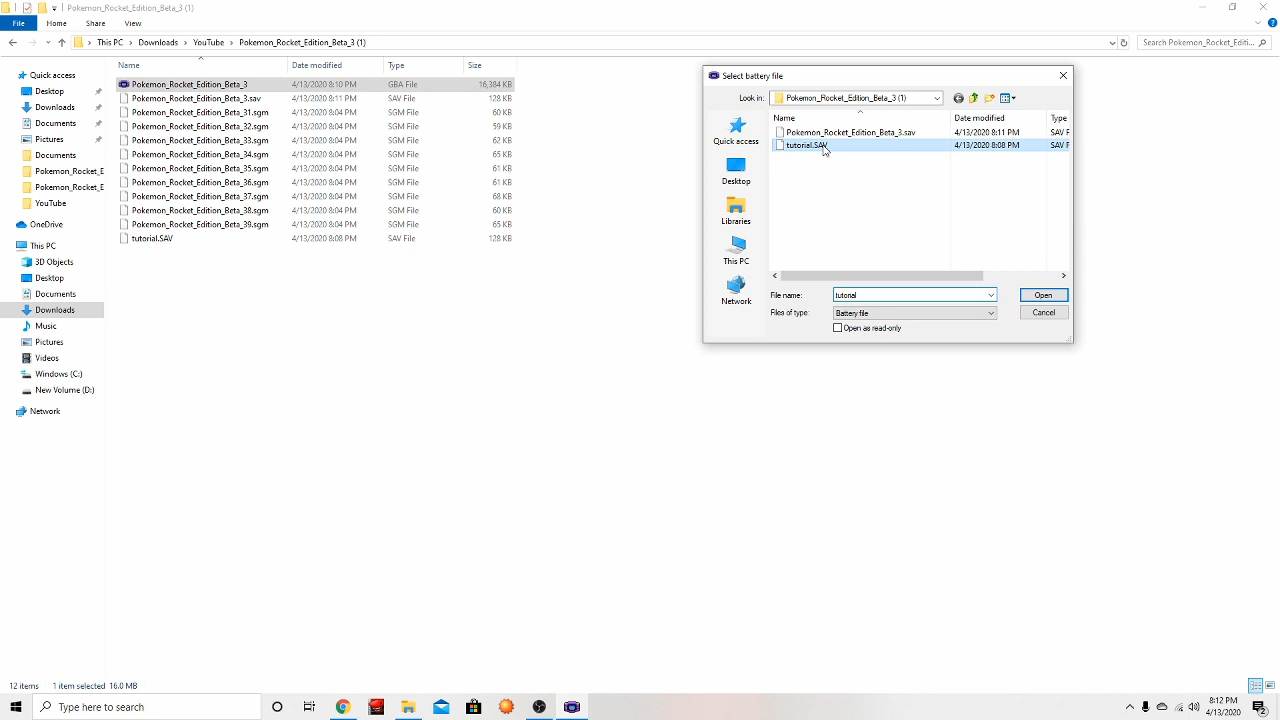 Pokemon_Rocket_Edition_Beta_3 (1)
File Home Share View
This PC Downloads YouTube Pokemon_Rocket_Edition_Beta_3 (1) Search Pokemon_Rocket_Editi...
Name Date modified Type Size
Pokemon_Rocket_Edition_Beta_3 4/13/2020 8:10 PM GBA File 16,384 KB
Pokemon_Rocket_Edition_Beta_3.sav 4/13/2020 8:11 PM SAV File 128 KB
Pokemon_Rocket_Edition_Beta_31.sgm 4/13/2020 8:04 PM SGM File 60 KB
Pokemon_Rocket_Edition_Beta_32.sgm 4/13/2020 8:04 PM SGM File 59 KB
Pokemon_Rocket_Edition_Beta_33.sgm 4/13/2020 8:04 PM SGM File 62 KB
Pokemon_Rocket_Edition_Beta_34.sgm 4/13/2020 8:04 PM SGM File 65 KB
Pokemon_Rocket_Edition_Beta_35.sgm 4/13/2020 8:04 PM SGM File 61 KB
Pokemon_Rocket_Edition_Beta_36.sgm 4/13/2020 8:04 PM SGM File 61 KB
Pokemon_Rocket_Edition_Beta_37.sgm 4/13/2020 8:04 PM SGM File 68 KB
Pokemon_Rocket_Edition_Beta_38.sgm 4/13/2020 8:04 PM SGM File 60 KB
Pokemon_Rocket_Edition_Beta_39.sgm 4/13/2020 8:04 PM SGM File 65 KB
tutorial.SAV 4/13/2020 8:08 PM SAV File 128 KB
Quick access
Desktop
Downloads
Documents
Pictures
Documents
Pokemon_Rocket_E
Pokemon_Rocket_E
YouTube
OneDrive
This PC
3D Objects
Desktop
Documents
Downloads
Music
Pictures
Videos
Windows (C:)
New Volume (D:)
Network
Select battery file
Look in: Pokemon_Rocket_Edition_Beta_3 (1)
Name Date modified Type
Pokemon_Rocket_Edition_Beta_3.sav 4/13/2020 8:11 PM SAV F
tutorial.SAV 4/13/2020 8:08 PM SAV F
Quick access
Desktop
Libraries
This PC
Network
File name: tutorial Open
Files of type: Battery file Cancel
Open as read-only
12 items 1 item selected 16.0 MB
Type here to search
8:12 PM
4/13/2020
2